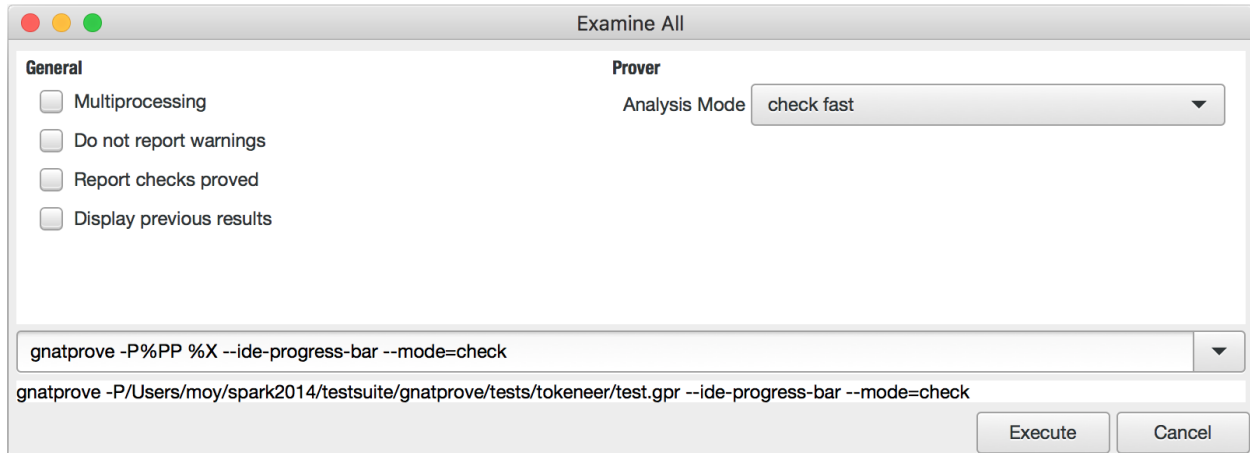 Examine All
General
Multiprocessing
Do not report warnings
Report checks proved
Display previous results
Prover
Analysis Mode check fast
gnatprove -P%PP %X --ide-progress-bar --mode=check
gnatprove -P/Users/moy/spark2014/testsuite/gnatprove/tests/tokeneer/test.gpr --ide-progress-bar --mode=check
Execute Cancel